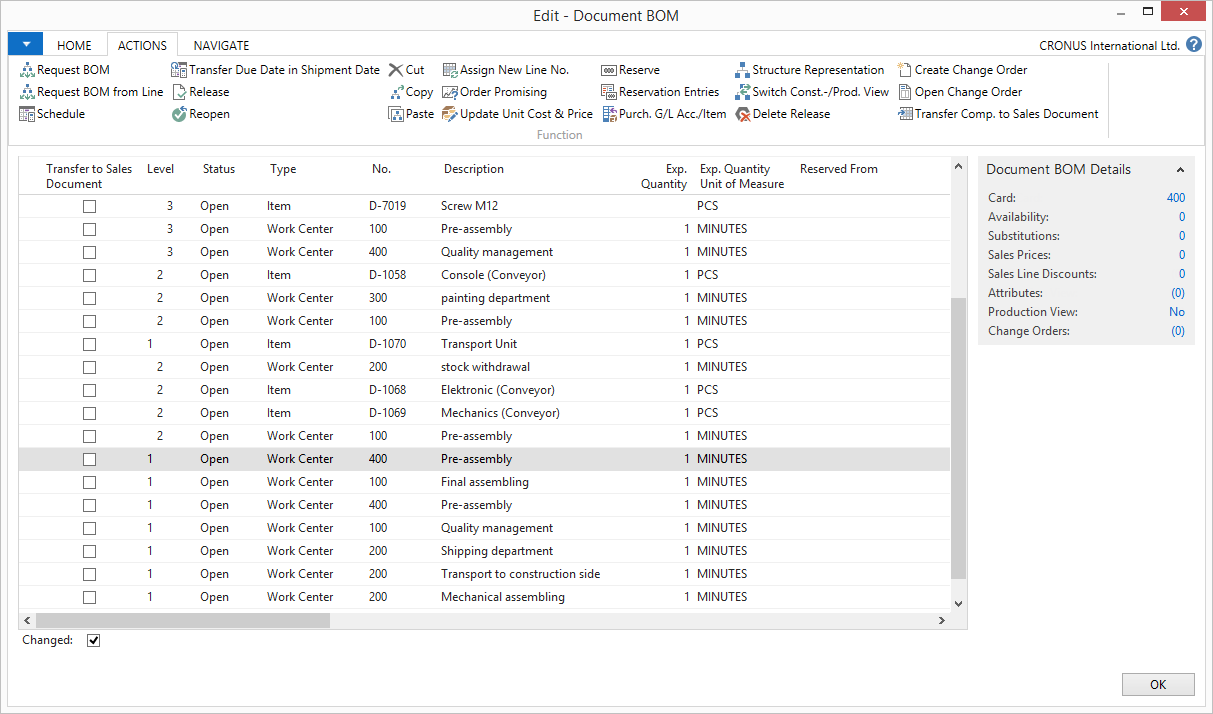 Edit - Document BOM
HOME ACTIONS NAVIGATE CRONUS International Ltd. ?
Request BOM Transfer Due Date in Shipment Date Cut Assign New Line No. Reserve Structure Representation Create Change Order
Request BOM from Line Release Copy Order Promising Reservation Entries Switch Const.-/Prod. View Open Change Order
Schedule Reopen Paste Update Unit Cost & Price Purch. G/L Acc./Item Delete Release Transfer Comp. to Sales Document
Function
Transfer to Sales Level Status Type No. Description Exp. Exp. Quantity Reserved From
Document Quantity Unit of Measure
3 Open Item D-7019 Screw M12 PCS
3 Open Work Center 100 Pre-assembly 1 MINUTES
3 Open Work Center 400 Quality management 1 MINUTES
2 Open Item D-1058 Console (Conveyor) 1 PCS
2 Open Work Center 300 painting department 1 MINUTES
2 Open Work Center 100 Pre-assembly 1 MINUTES
1 Open Item D-1070 Transport Unit 1 PCS
2 Open Work Center 200 stock withdrawal 1 MINUTES
2 Open Item D-1068 Elektronic (Conveyor) 1 PCS
2 Open Item D-1069 Mechanics (Conveyor) 1 PCS
2 Open Work Center 100 Pre-assembly 1 MINUTES
1 Open Work Center 400 Pre-assembly 1 MINUTES
1 Open Work Center 100 Final assembling 1 MINUTES
1 Open Work Center 400 Pre-assembly 1 MINUTES
1 Open Work Center 100 Quality management 1 MINUTES
1 Open Work Center 200 Shipping department 1 MINUTES
1 Open Work Center 200 Transport to construction side 1 MINUTES
1 Open Work Center 200 Mechanical assembling 1 MINUTES
Changed:
Document BOM Details
Card: 400
Availability: 0
Substitutions: 0
Sales Prices: 0
Sales Line Discounts: 0
Attributes: (0)
Production View: No
Change Orders: (0)
OK